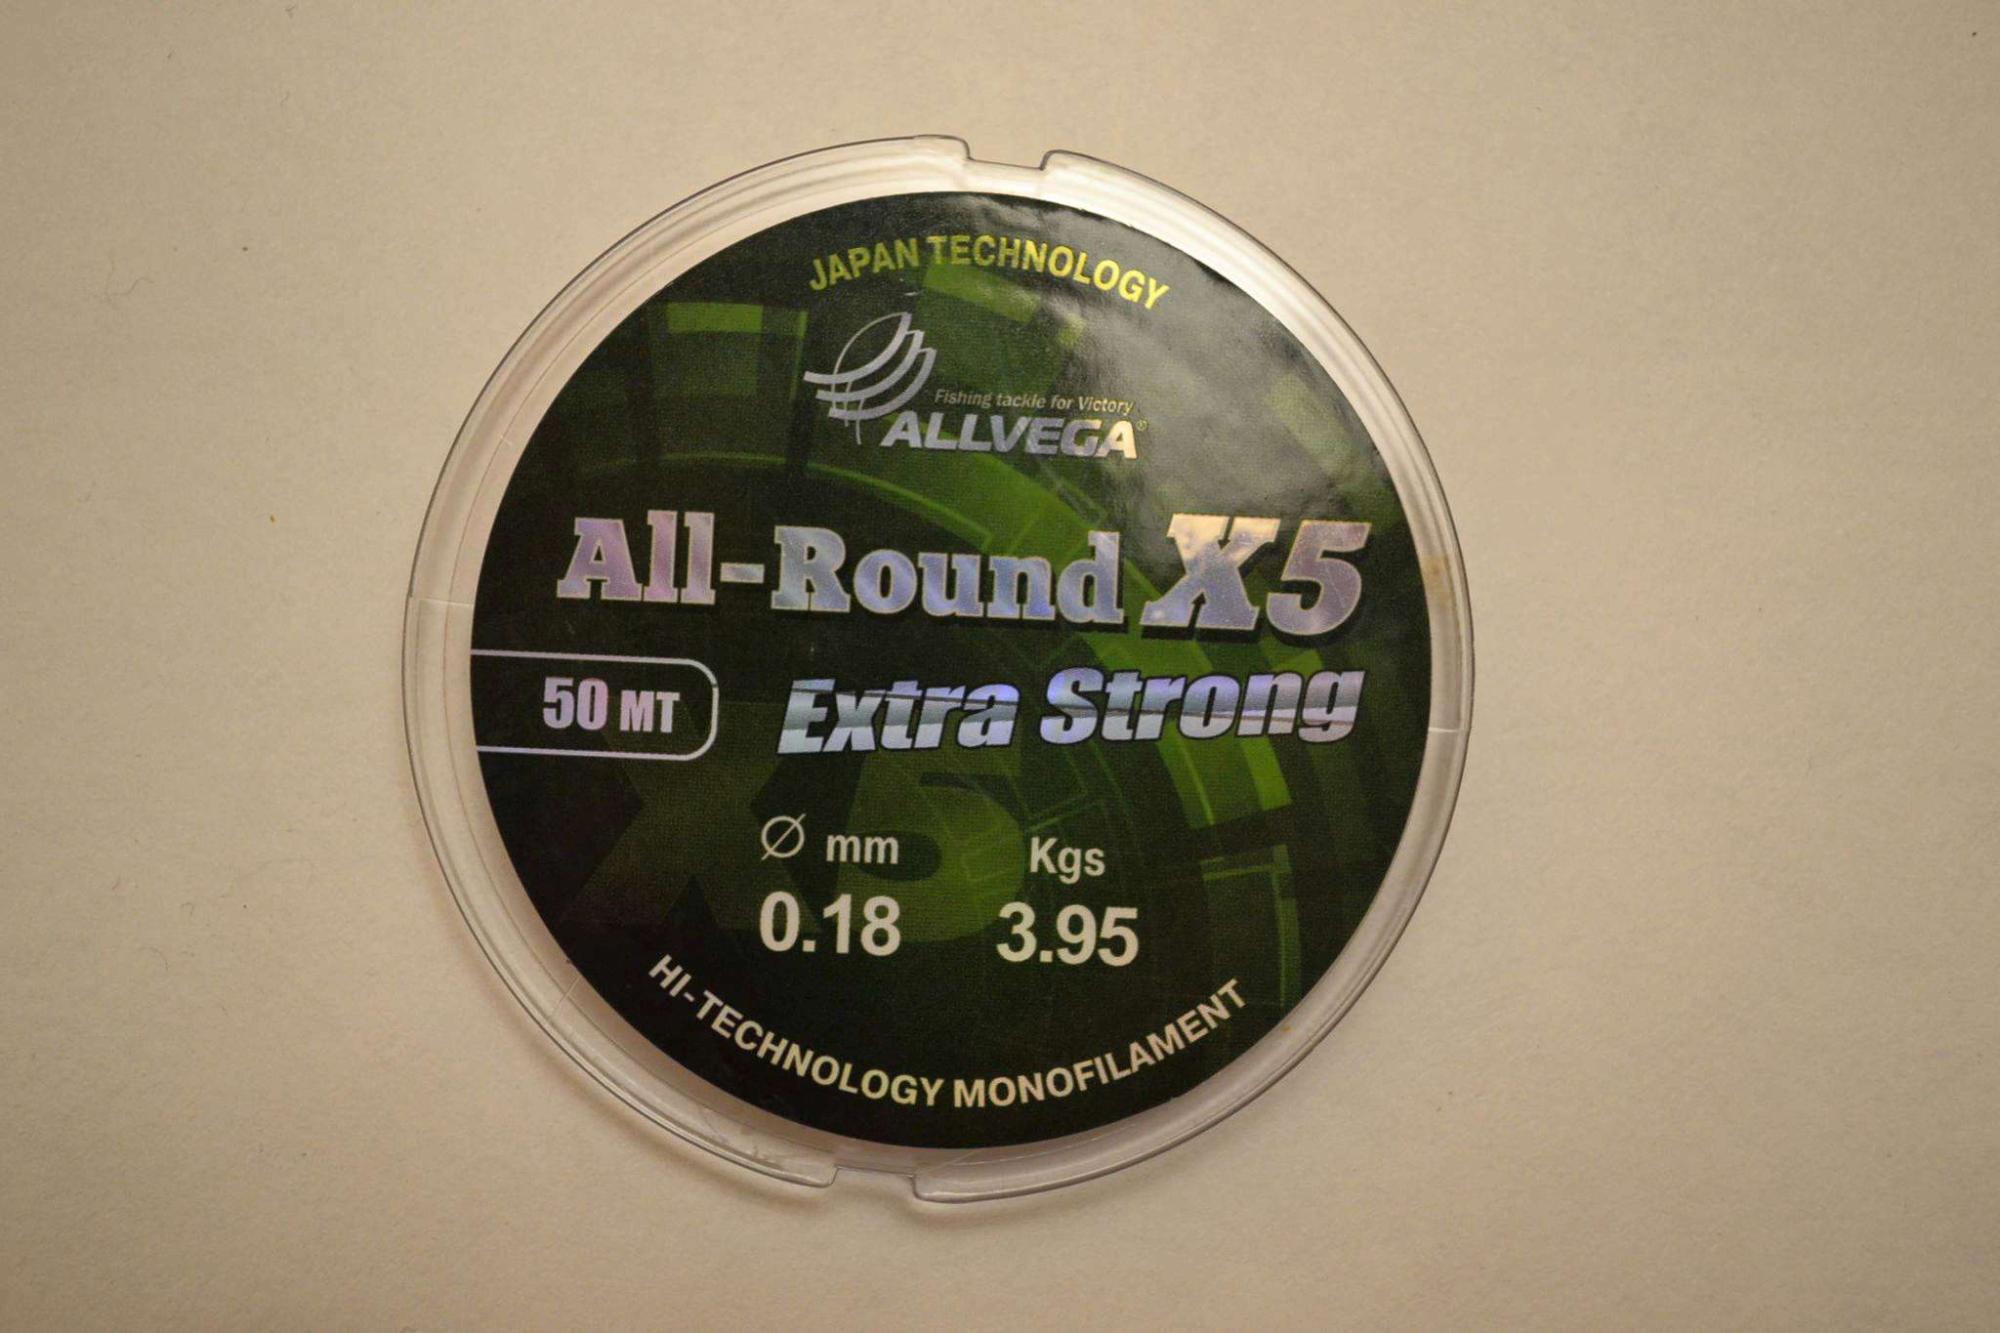 JAPAN TECHNOLOGY
Fishing tackle for Victory
ALLVEGA®
All-Round X5
50 MT
Extra Strong
X5
Ø mm Kgs
0.18 3.95
HI-TECHNOLOGY MONOFILAMENT